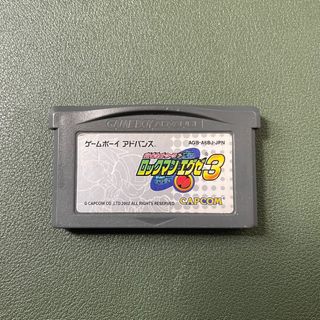 GAME BOY ADVANCE
ゲームボーイ アドバンス
AGB-A6BJ-JPN
ロックマンエグゼ3
CAPCOM
© CAPCOM CO.,LTD.2002 ALL RIGHTS RESERVED.